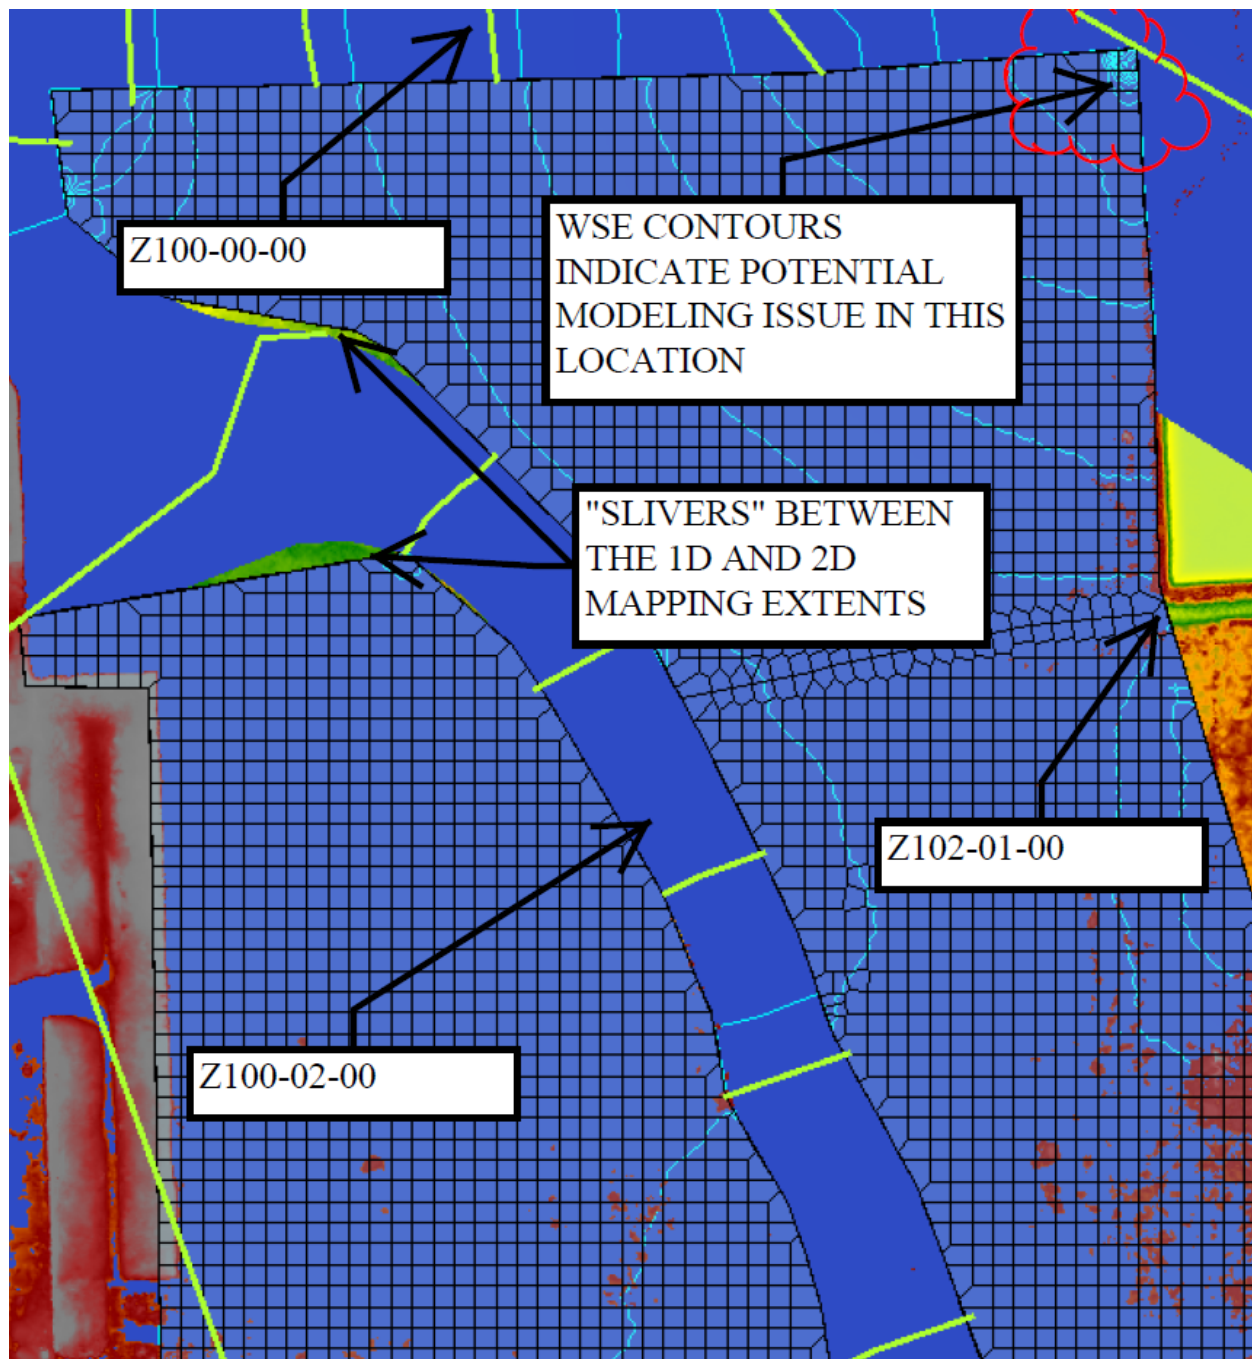 Z100-00-00
WSE CONTOURS
INDICATE POTENTIAL
MODELING ISSUE IN THIS
LOCATION
"SLIVERS" BETWEEN
THE 1D AND 2D
MAPPING EXTENTS
Z102-01-00
Z100-02-00